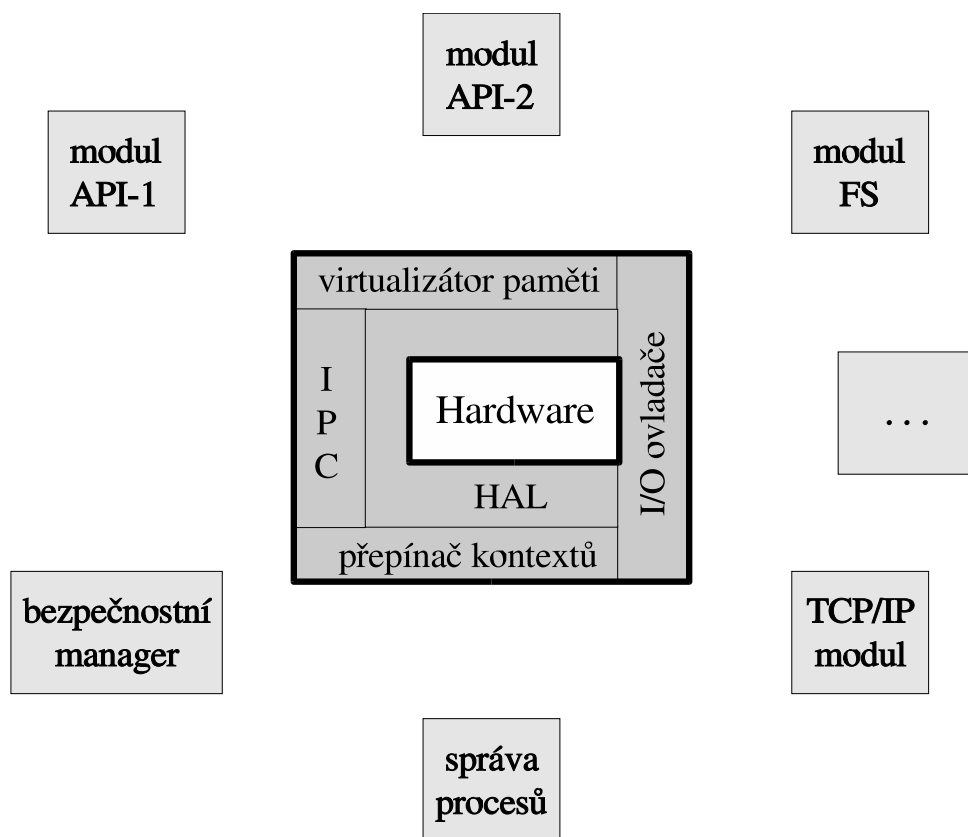 modul
API-2
modul
API-1
modul
FS
virtualizátor paměti
I
P
C
Hardware
I/O ovladače
...
HAL
přepínač kontextů
bezpečnostní
manager
TCP/IP
modul
správa
procesů